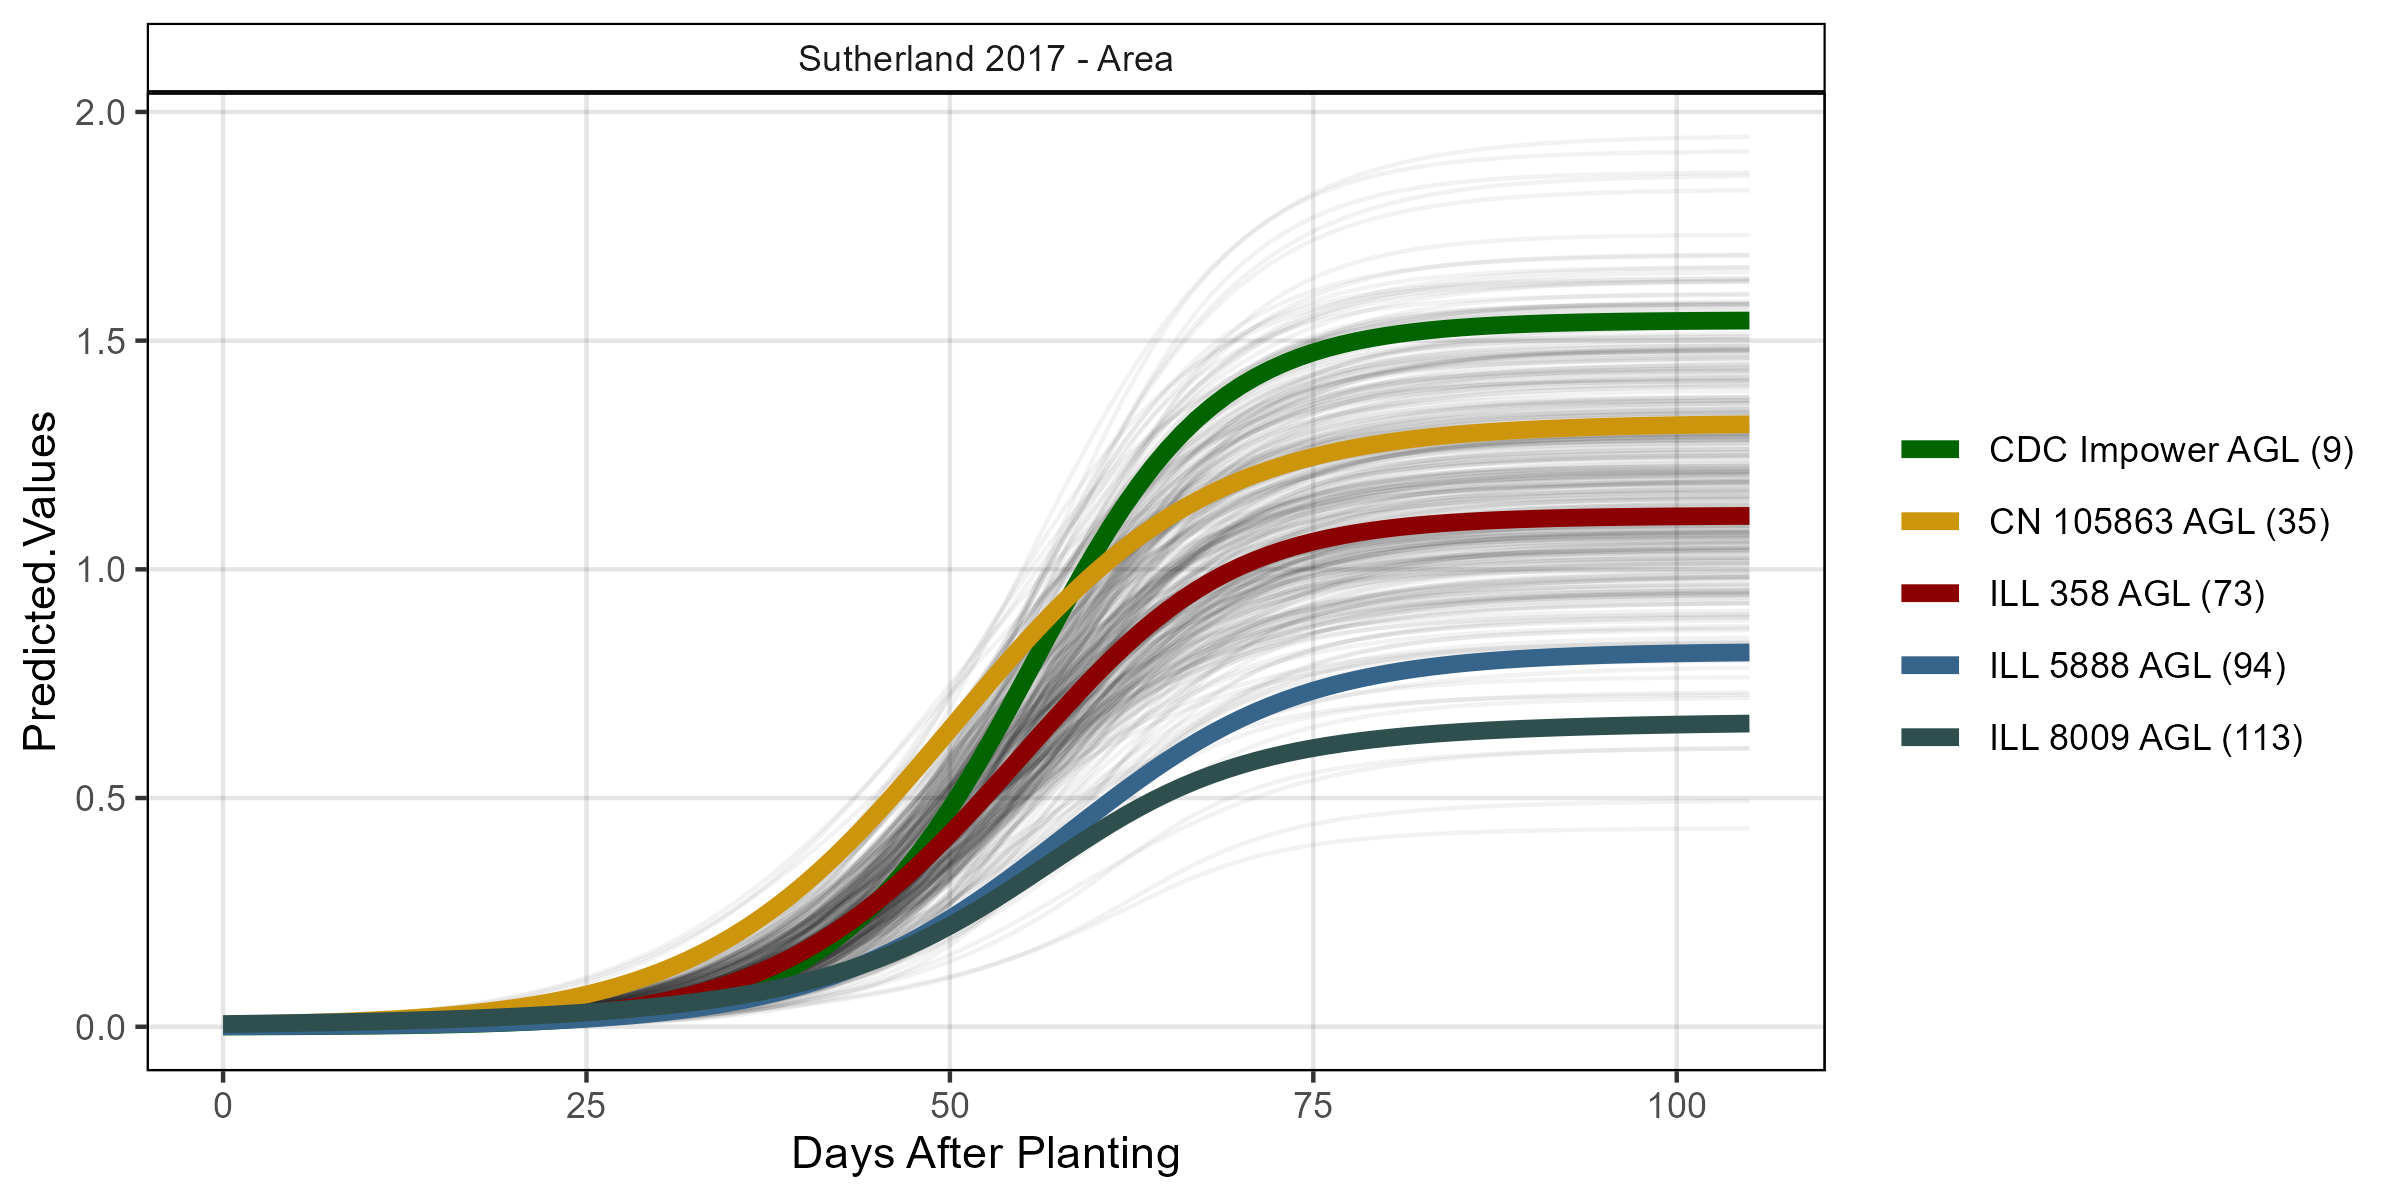 Sutherland 2017 - Area
2.0
1.5
1.0
0.5
0.0
Predicted.Values
0
25
50
75
100
Days After Planting
CDC Impower AGL (9)
CN 105863 AGL (35)
ILL 358 AGL (73)
ILL 5888 AGL (94)
ILL 8009 AGL (113)